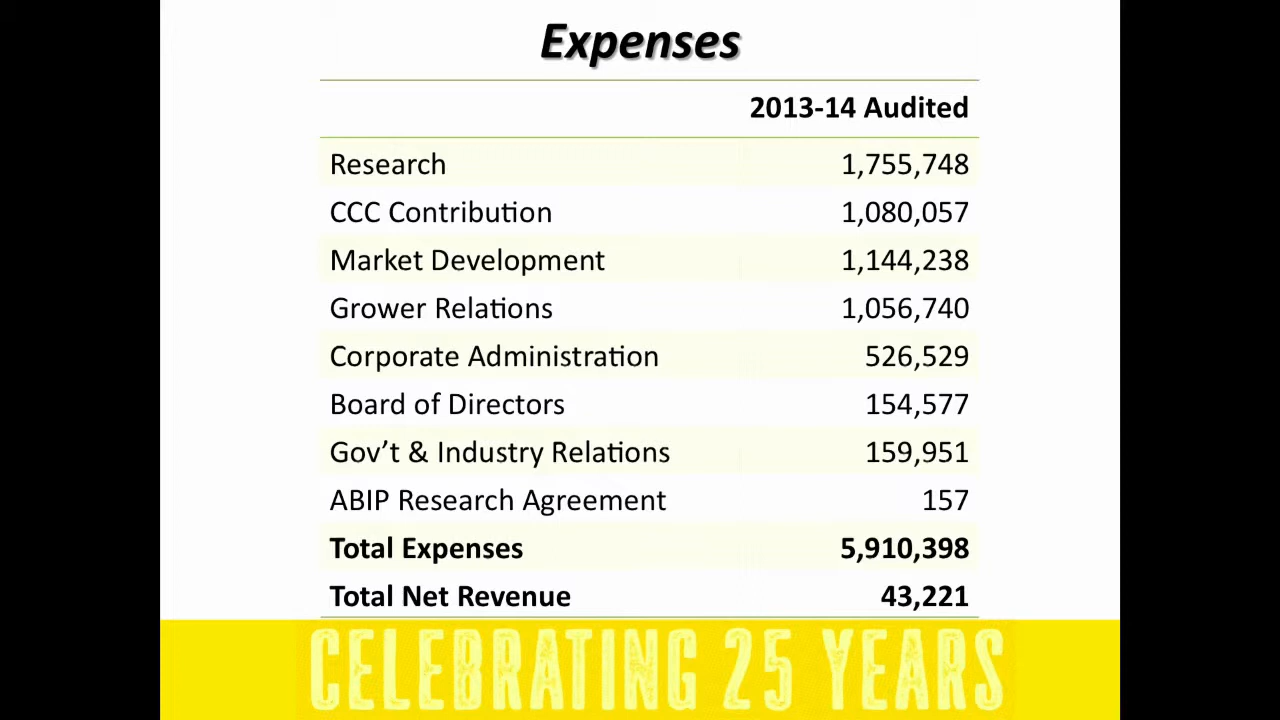 Expenses
2013-14 Audited
Research 1,755,748
CCC Contribution 1,080,057
Market Development 1,144,238
Grower Relations 1,056,740
Corporate Administration 526,529
Board of Directors 154,577
Gov’t & Industry Relations 159,951
ABIP Research Agreement 157
Total Expenses 5,910,398
Total Net Revenue 43,221
CELEBRATING 25 YEARS